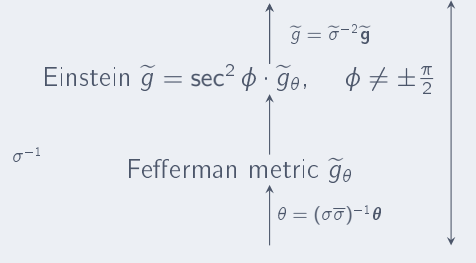 g̃ = σ̃⁻²𝐠̃
Einstein g̃ = sec² ϕ · g̃_θ, ϕ ≠ ± π/2
σ⁻¹
Fefferman metric g̃_θ
θ = (σσ̄)⁻¹𝛉